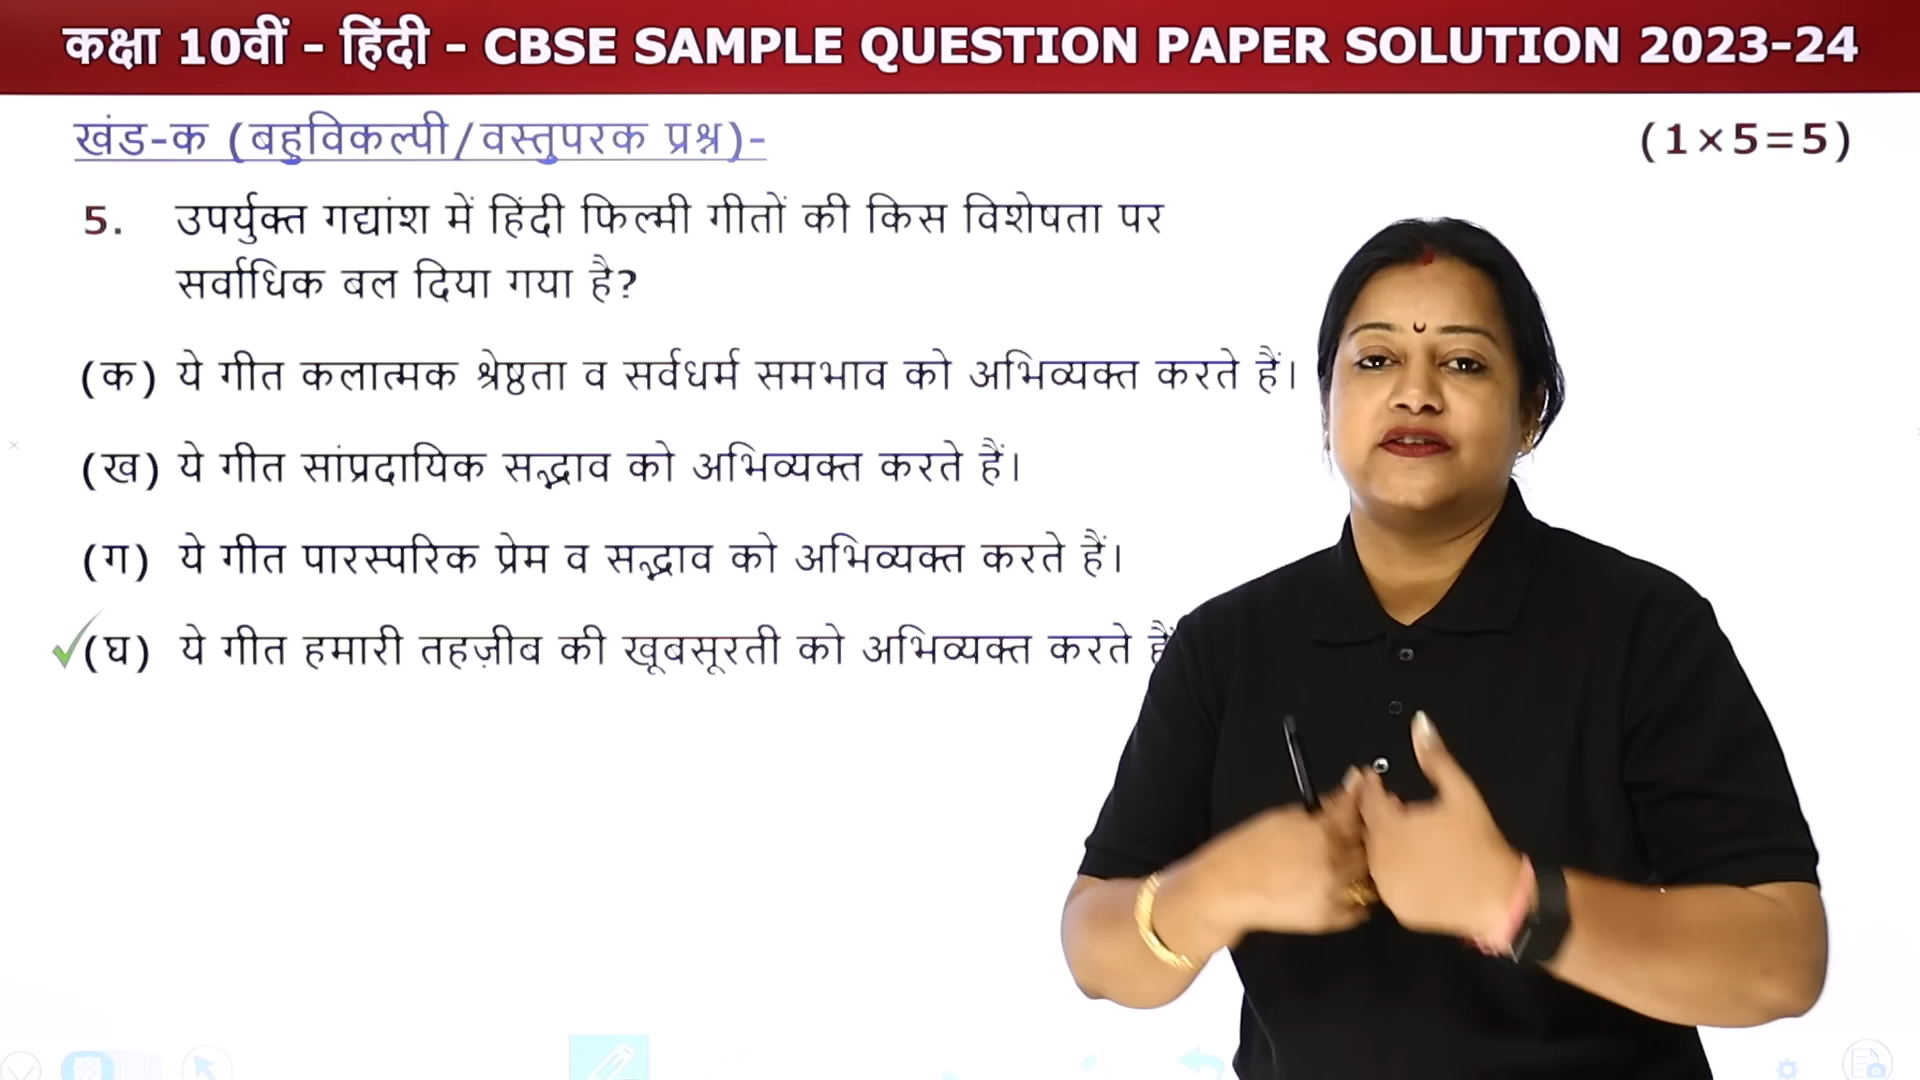 कक्षा 10वीं – हिंदी – CBSE SAMPLE QUESTION PAPER SOLUTION 2023-24
खंड-क (बहुविकल्पी/वस्तुपरक प्रश्न)- (1×5=5)
5. उपर्युक्त गद्यांश में हिंदी फिल्मी गीतों की किस विशेषता पर
सर्वाधिक बल दिया गया है?
(क) ये गीत कलात्मक श्रेष्ठता व सर्वधर्म समभाव को अभिव्यक्त करते हैं।
(ख) ये गीत सांप्रदायिक सद्भाव को अभिव्यक्त करते हैं।
(ग) ये गीत पारस्परिक प्रेम व सद्भाव को अभिव्यक्त करते हैं।
(घ) ये गीत हमारी तहज़ीब की खूबसूरती को अभिव्यक्त करते हैं